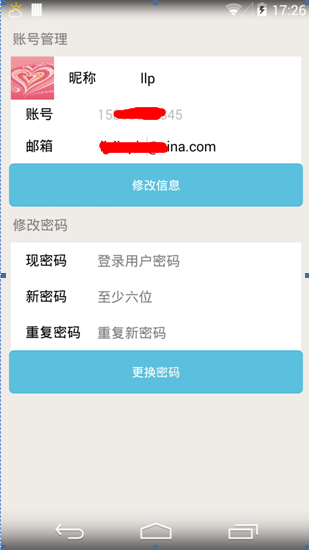 17:26
账号管理
昵称 llp
账号 15 45
邮箱 ina.com
修改信息
修改密码
现密码 登录用户密码
新密码 至少六位
重复密码 重复新密码
更换密码